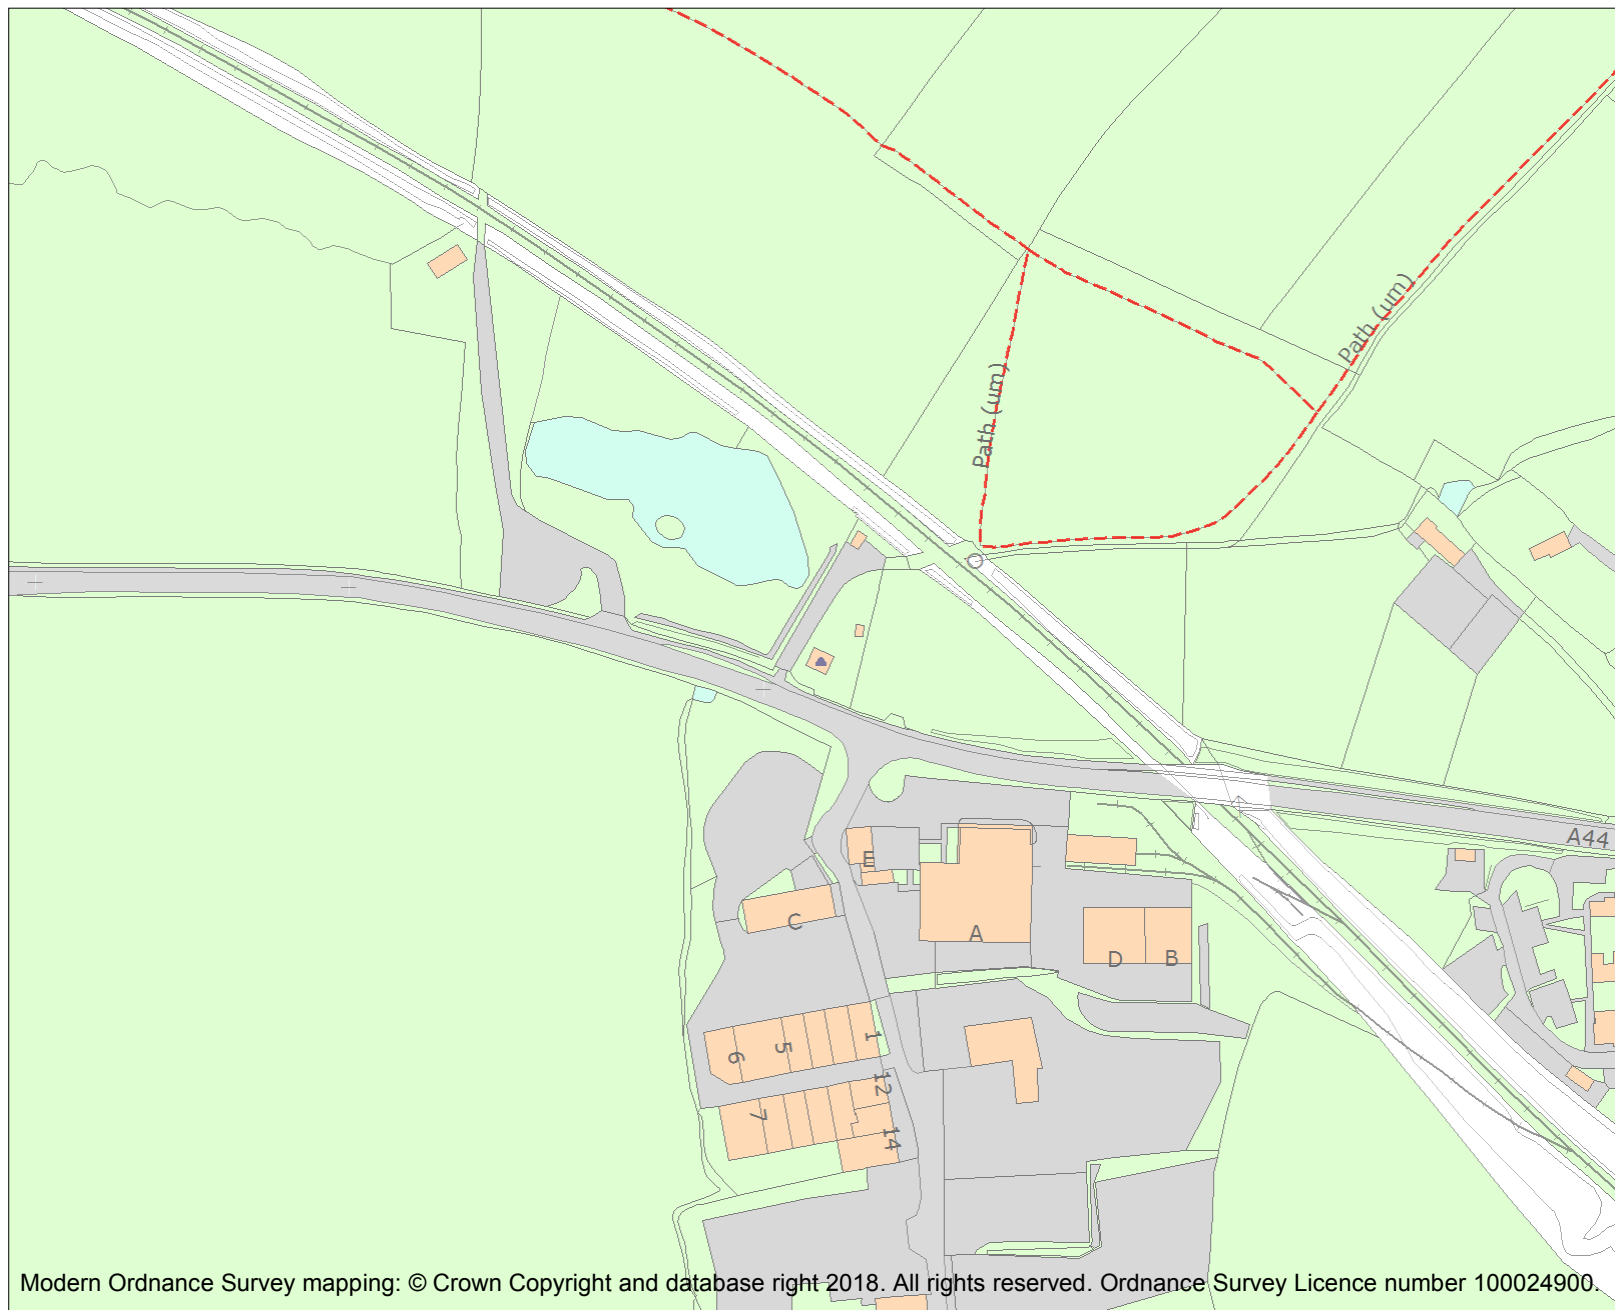 Path (um)
Path (um)
A44
E
C
A
D
B
1
5
6
12
7
14
Modern Ordnance Survey mapping: © Crown Copyright and database right 2018. All rights reserved. Ordnance Survey Licence number 100024900.